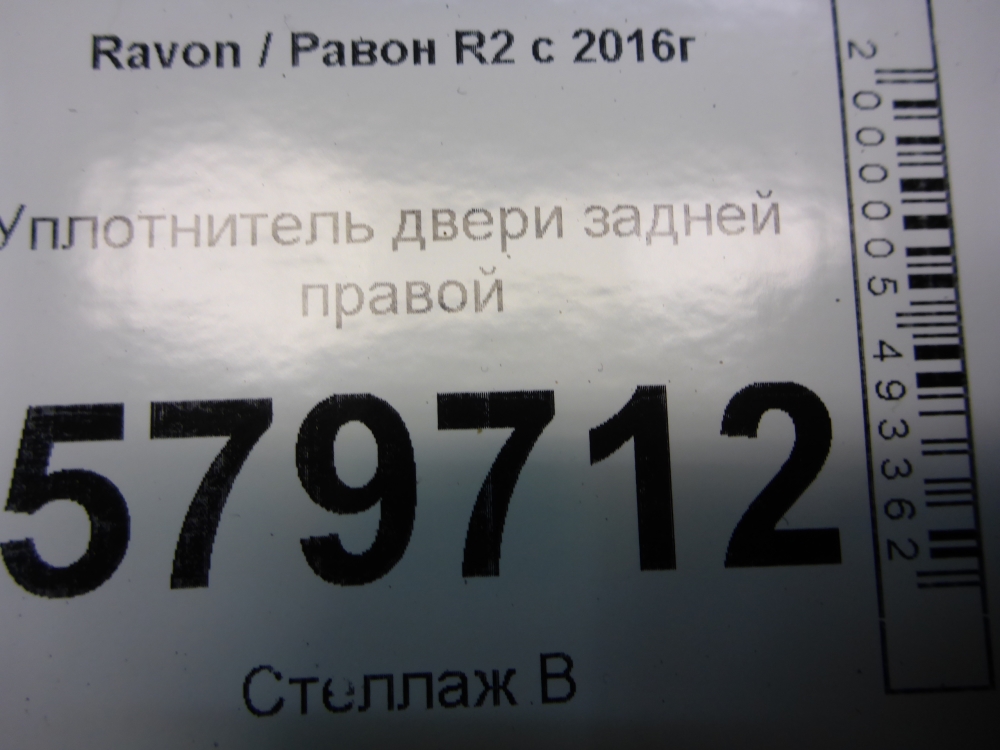 Ravon / Равон R2 с 2016г
Уплотнитель двери задней
правой
579712
Стеллаж В
2000005493362